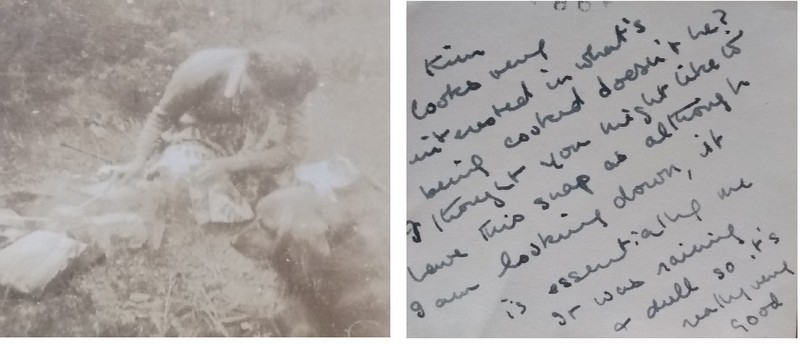 Kim
looks very
interested in what's
being cooked doesn't he?
I thought you might like to
have this snap as although
I am looking down, it
is essentially me
It was raining
& dull so it's
really very
good